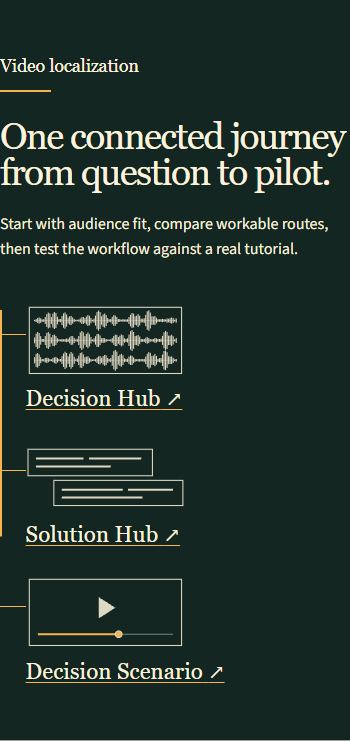 Video localization
One connected journey
from question to pilot.
Start with audience fit, compare workable routes,
then test the workflow against a real tutorial.
Decision Hub ↗
Solution Hub ↗
Decision Scenario ↗